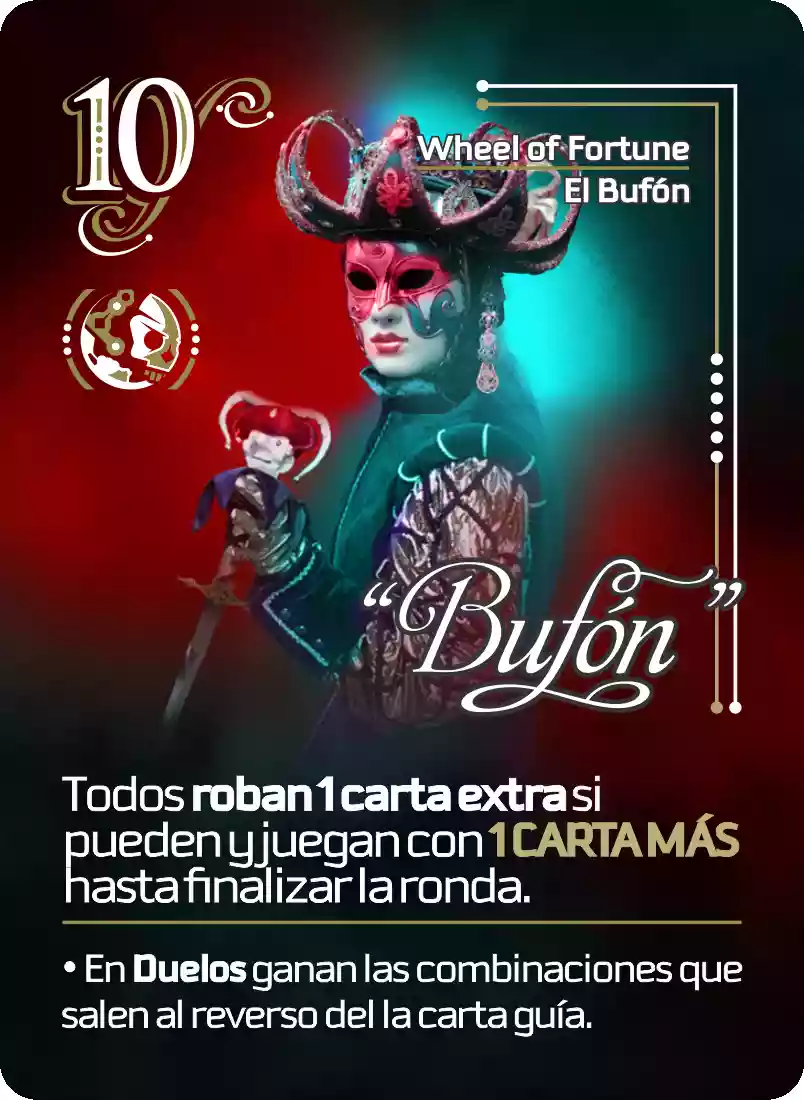 10
Wheel of Fortune
El Bufón
“Bufón”
Todos roban 1 carta extra si
pueden y juegan con 1 CARTA MÁS
hasta finalizar la ronda.
• En Duelos ganan las combinaciones que
salen al reverso del la carta guía.